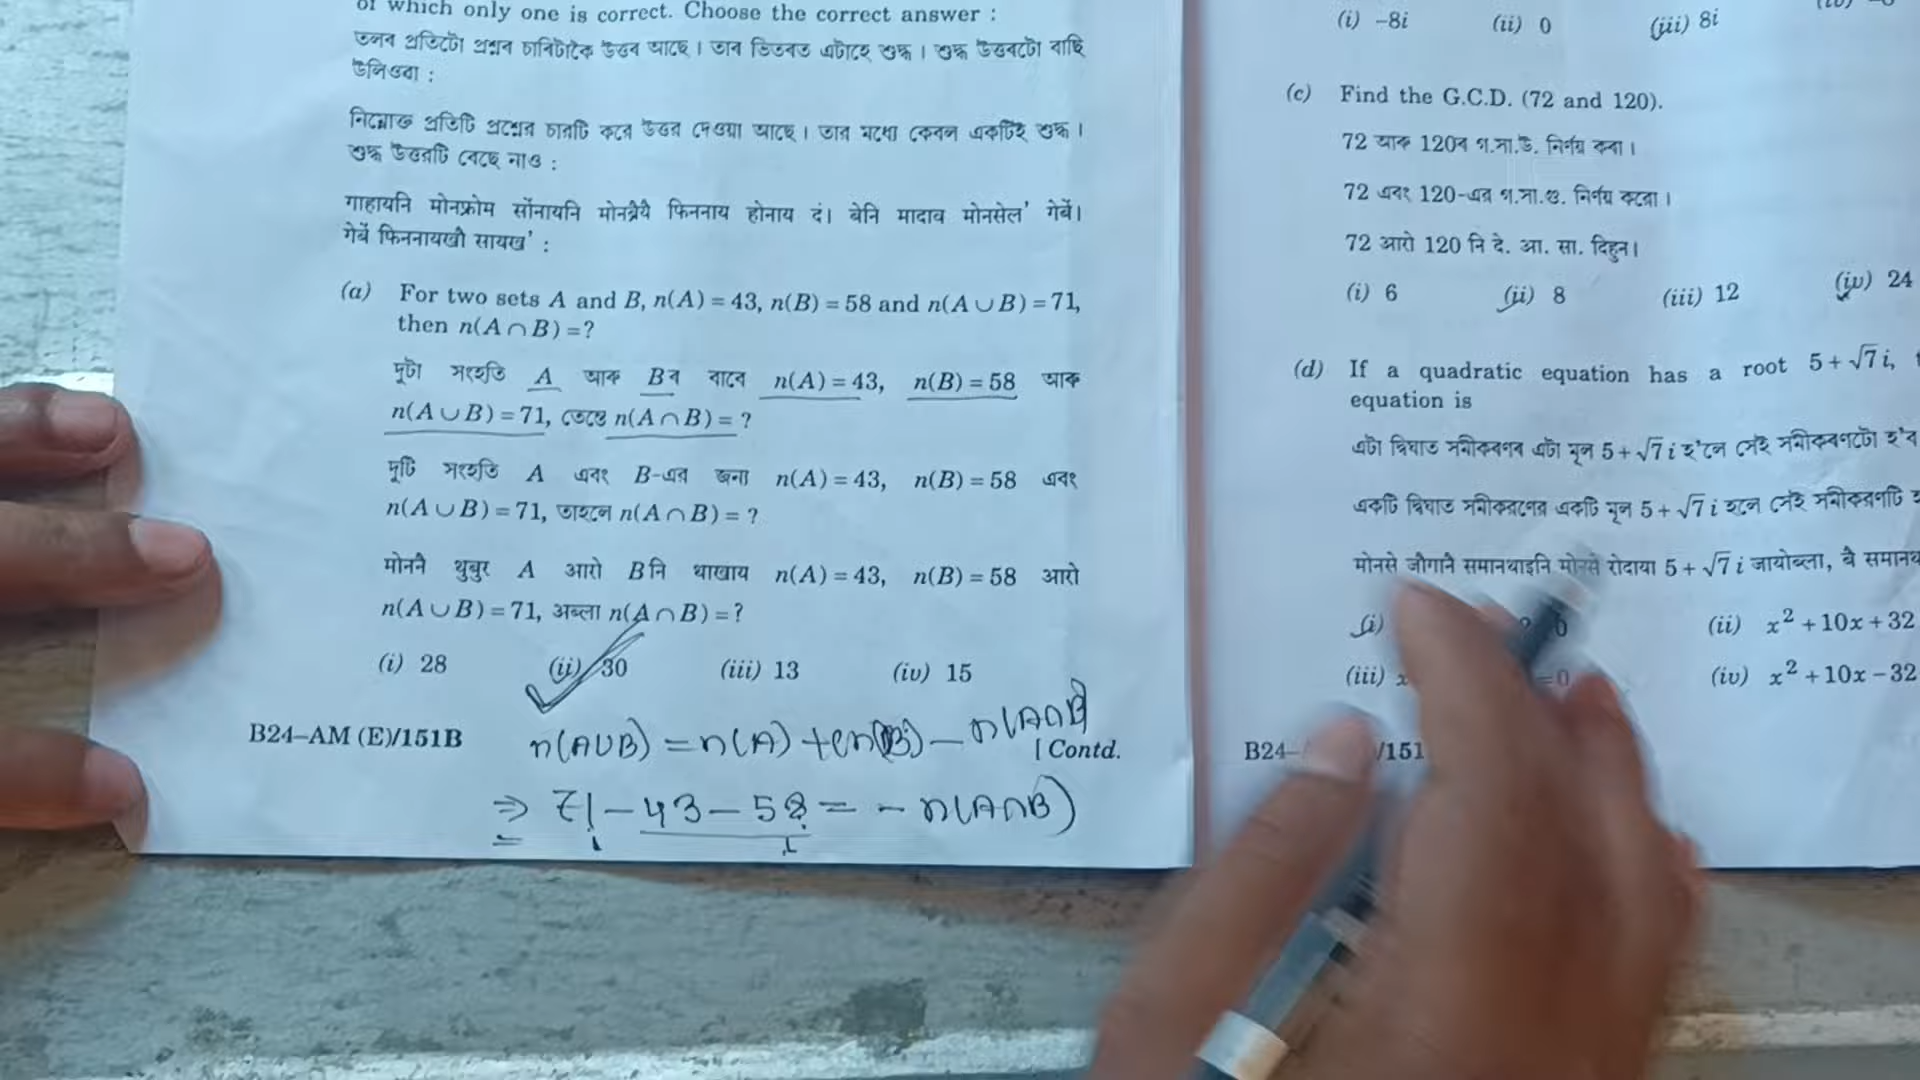 of which only one is correct. Choose the correct answer :
তলৰ প্ৰতিটো প্ৰশ্নৰ চাৰিটাকৈ উত্তৰ আছে। তাৰ ভিতৰত এটাহে শুদ্ধ। শুদ্ধ উত্তৰটো বাছি
উলিওৱা :
নিম্নোক্ত প্রতিটি প্রশ্নের চারটি করে উত্তর দেওয়া আছে। তার মধ্যে কেবল একটিই শুদ্ধ।
শুদ্ধ উত্তরটি বেছে নাও :
गाहायनि मोनफ्रोम सोंनायनि मोनब्रैयै फिननाय होनाय दं। बेनि मादाव मोनसेल' गेबें।
गेबें फिननायखौ सायख' :
(a) For two sets A and B, n(A) = 43, n(B) = 58 and n(A ∪ B) = 71,
then n(A ∩ B) = ?
দুটা সংহতি A আৰু Bৰ বাবে n(A) = 43, n(B) = 58 আৰু
n(A ∪ B) = 71, তেন্তে n(A ∩ B) = ?
দুটি সংহতি A এবং B-এর জন্য n(A) = 43, n(B) = 58 এবং
n(A ∪ B) = 71, তাহলে n(A ∩ B) = ?
मोननै थुबुर A आरो Bनि थाखाय n(A) = 43, n(B) = 58 आरो
n(A ∪ B) = 71, अब्ला n(A ∩ B) = ?
(i) 28 (ii) 30 (iii) 13 (iv) 15
n(A∪B) = n(A) + n(B) – n(A∩B)
B24–AM (E)/151B [ Contd.
⇒ 71 – 43 – 58 = – n(A∩B)
(i) –8i (ii) 0 (iii) 8i
(c) Find the G.C.D. (72 and 120).
72 আৰু 120ৰ গ.সা.উ. নিৰ্ণয় কৰা।
72 এবং 120-এর গ.সা.গু. নির্ণয় করো।
72 आरो 120 नि दे. आ. सा. दिहुन।
(i) 6 (ii) 8 (iii) 12 (iv) 24
(d) If a quadratic equation has a root 5 + √7 i,
equation is
এটা দ্বিঘাত সমীকৰণৰ এটা মূল 5 + √7 i হ'লে সেই সমীকৰণটো হ'ব
একটি দ্বিঘাত সমীকরণের একটি মূল 5 + √7 i হলে সেই সমীকরণটি
मोनसे जौगानै समानथाइनि मोनसे रोदाया 5 + √7 i जायोब्ला, बै
(i) (ii) x² + 10x + 32
(iii) x =0 (iv) x² + 10x – 32
B24– /151